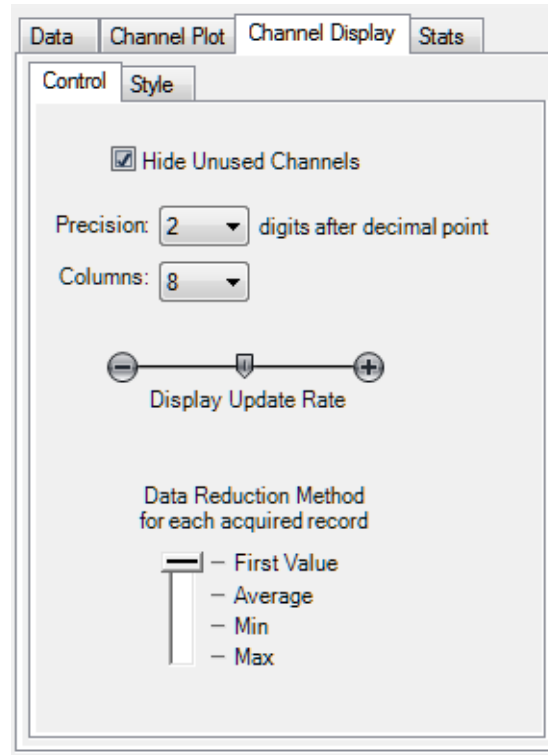 Data Channel Plot Channel Display Stats
Control Style
Hide Unused Channels
Precision: 2 digits after decimal point
Columns: 8
Display Update Rate
Data Reduction Method
for each acquired record
First Value
Average
Min
Max